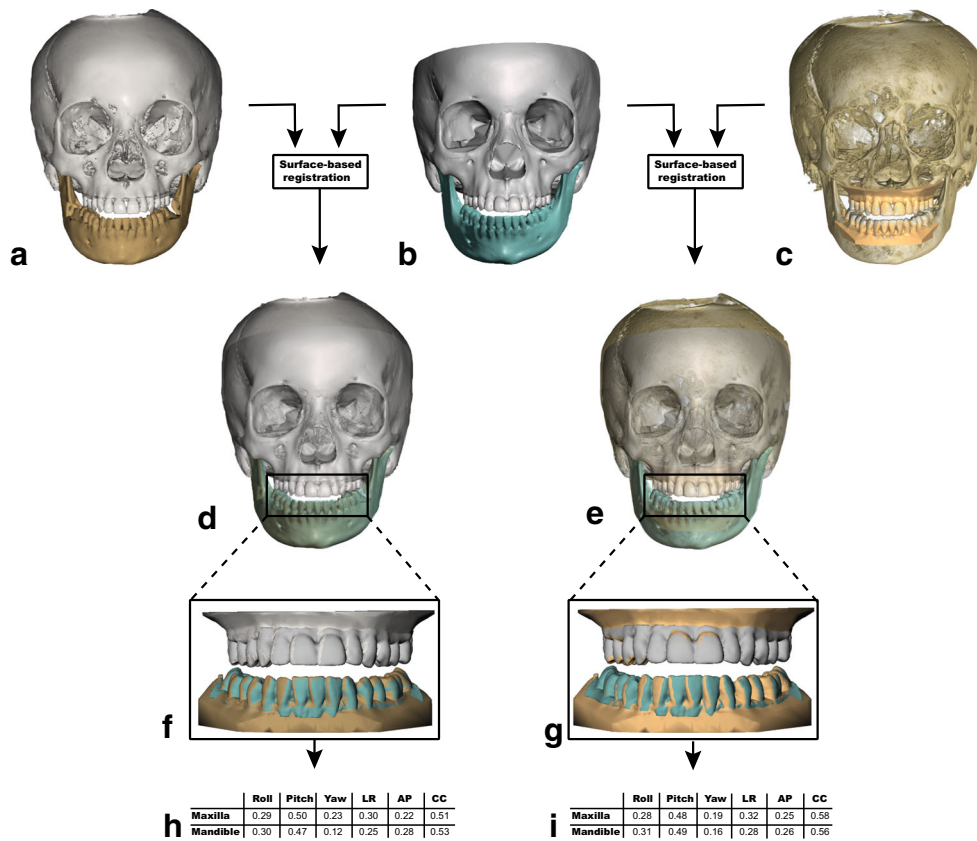 a
Surface-based
registration
b
Surface-based
registration
c
d
e
f
g
h
Roll Pitch Yaw LR AP CC
Maxilla 0.29 0.50 0.23 0.30 0.22 0.51
Mandible 0.30 0.47 0.12 0.25 0.28 0.53
i
Roll Pitch Yaw LR AP CC
Maxilla 0.28 0.48 0.19 0.32 0.25 0.58
Mandible 0.31 0.49 0.16 0.28 0.26 0.56